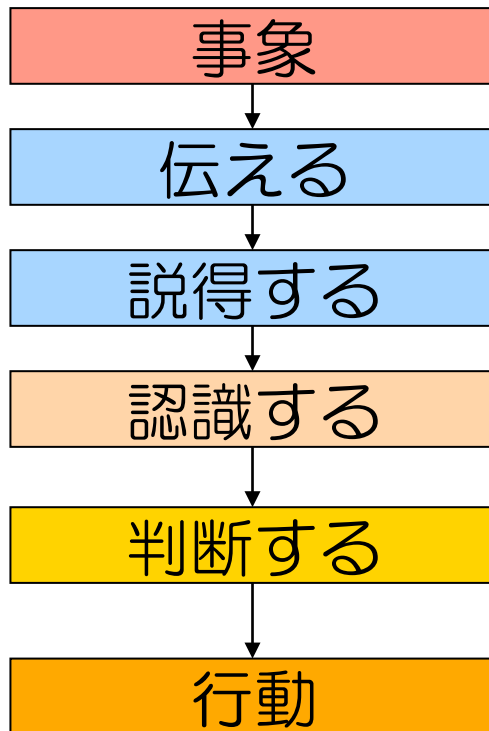 事象
伝える
説得する
認識する
判断する
行動